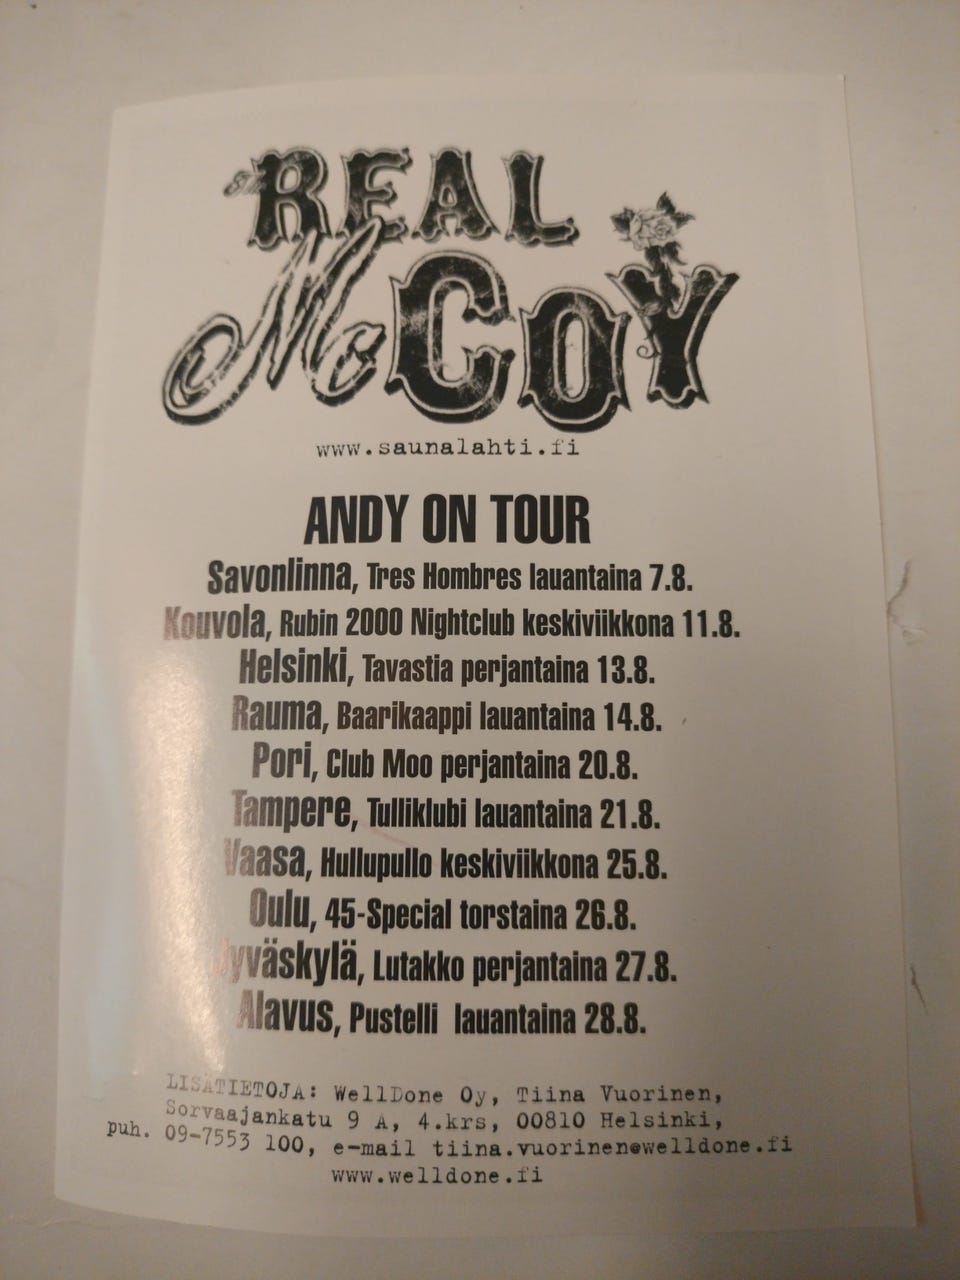 REAL
McCOY
www.saunalahti.fi
ANDY ON TOUR
Savonlinna, Tres Hombres lauantaina 7.8.
Kouvola, Rubin 2000 Nightclub keskiviikkona 11.8.
Helsinki, Tavastia perjantaina 13.8.
Rauma, Baarikaappi lauantaina 14.8.
Pori, Club Moo perjantaina 20.8.
Tampere, Tulliklubi lauantaina 21.8.
Vaasa, Hullupullo keskiviikkona 25.8.
Oulu, 45-Special torstaina 26.8.
Jyväskylä, Lutakko perjantaina 27.8.
Alavus, Pustelli lauantaina 28.8.
LISÄTIETOJA: WellDone Oy, Tiina Vuorinen,
Sorvaajankatu 9 A, 4.krs, 00810 Helsinki,
puh. 09-7553 100, e-mail tiina.vuorinen@welldone.fi
www.welldone.fi